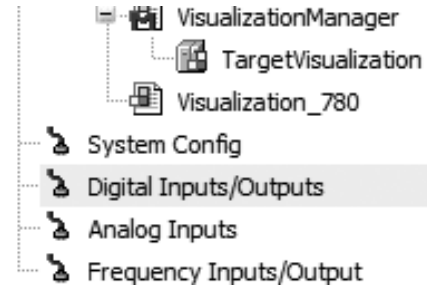 VisualizationManager
TargetVisualization
Visualization_780
System Config
Digital Inputs/Outputs
Analog Inputs
Frequency Inputs/Output